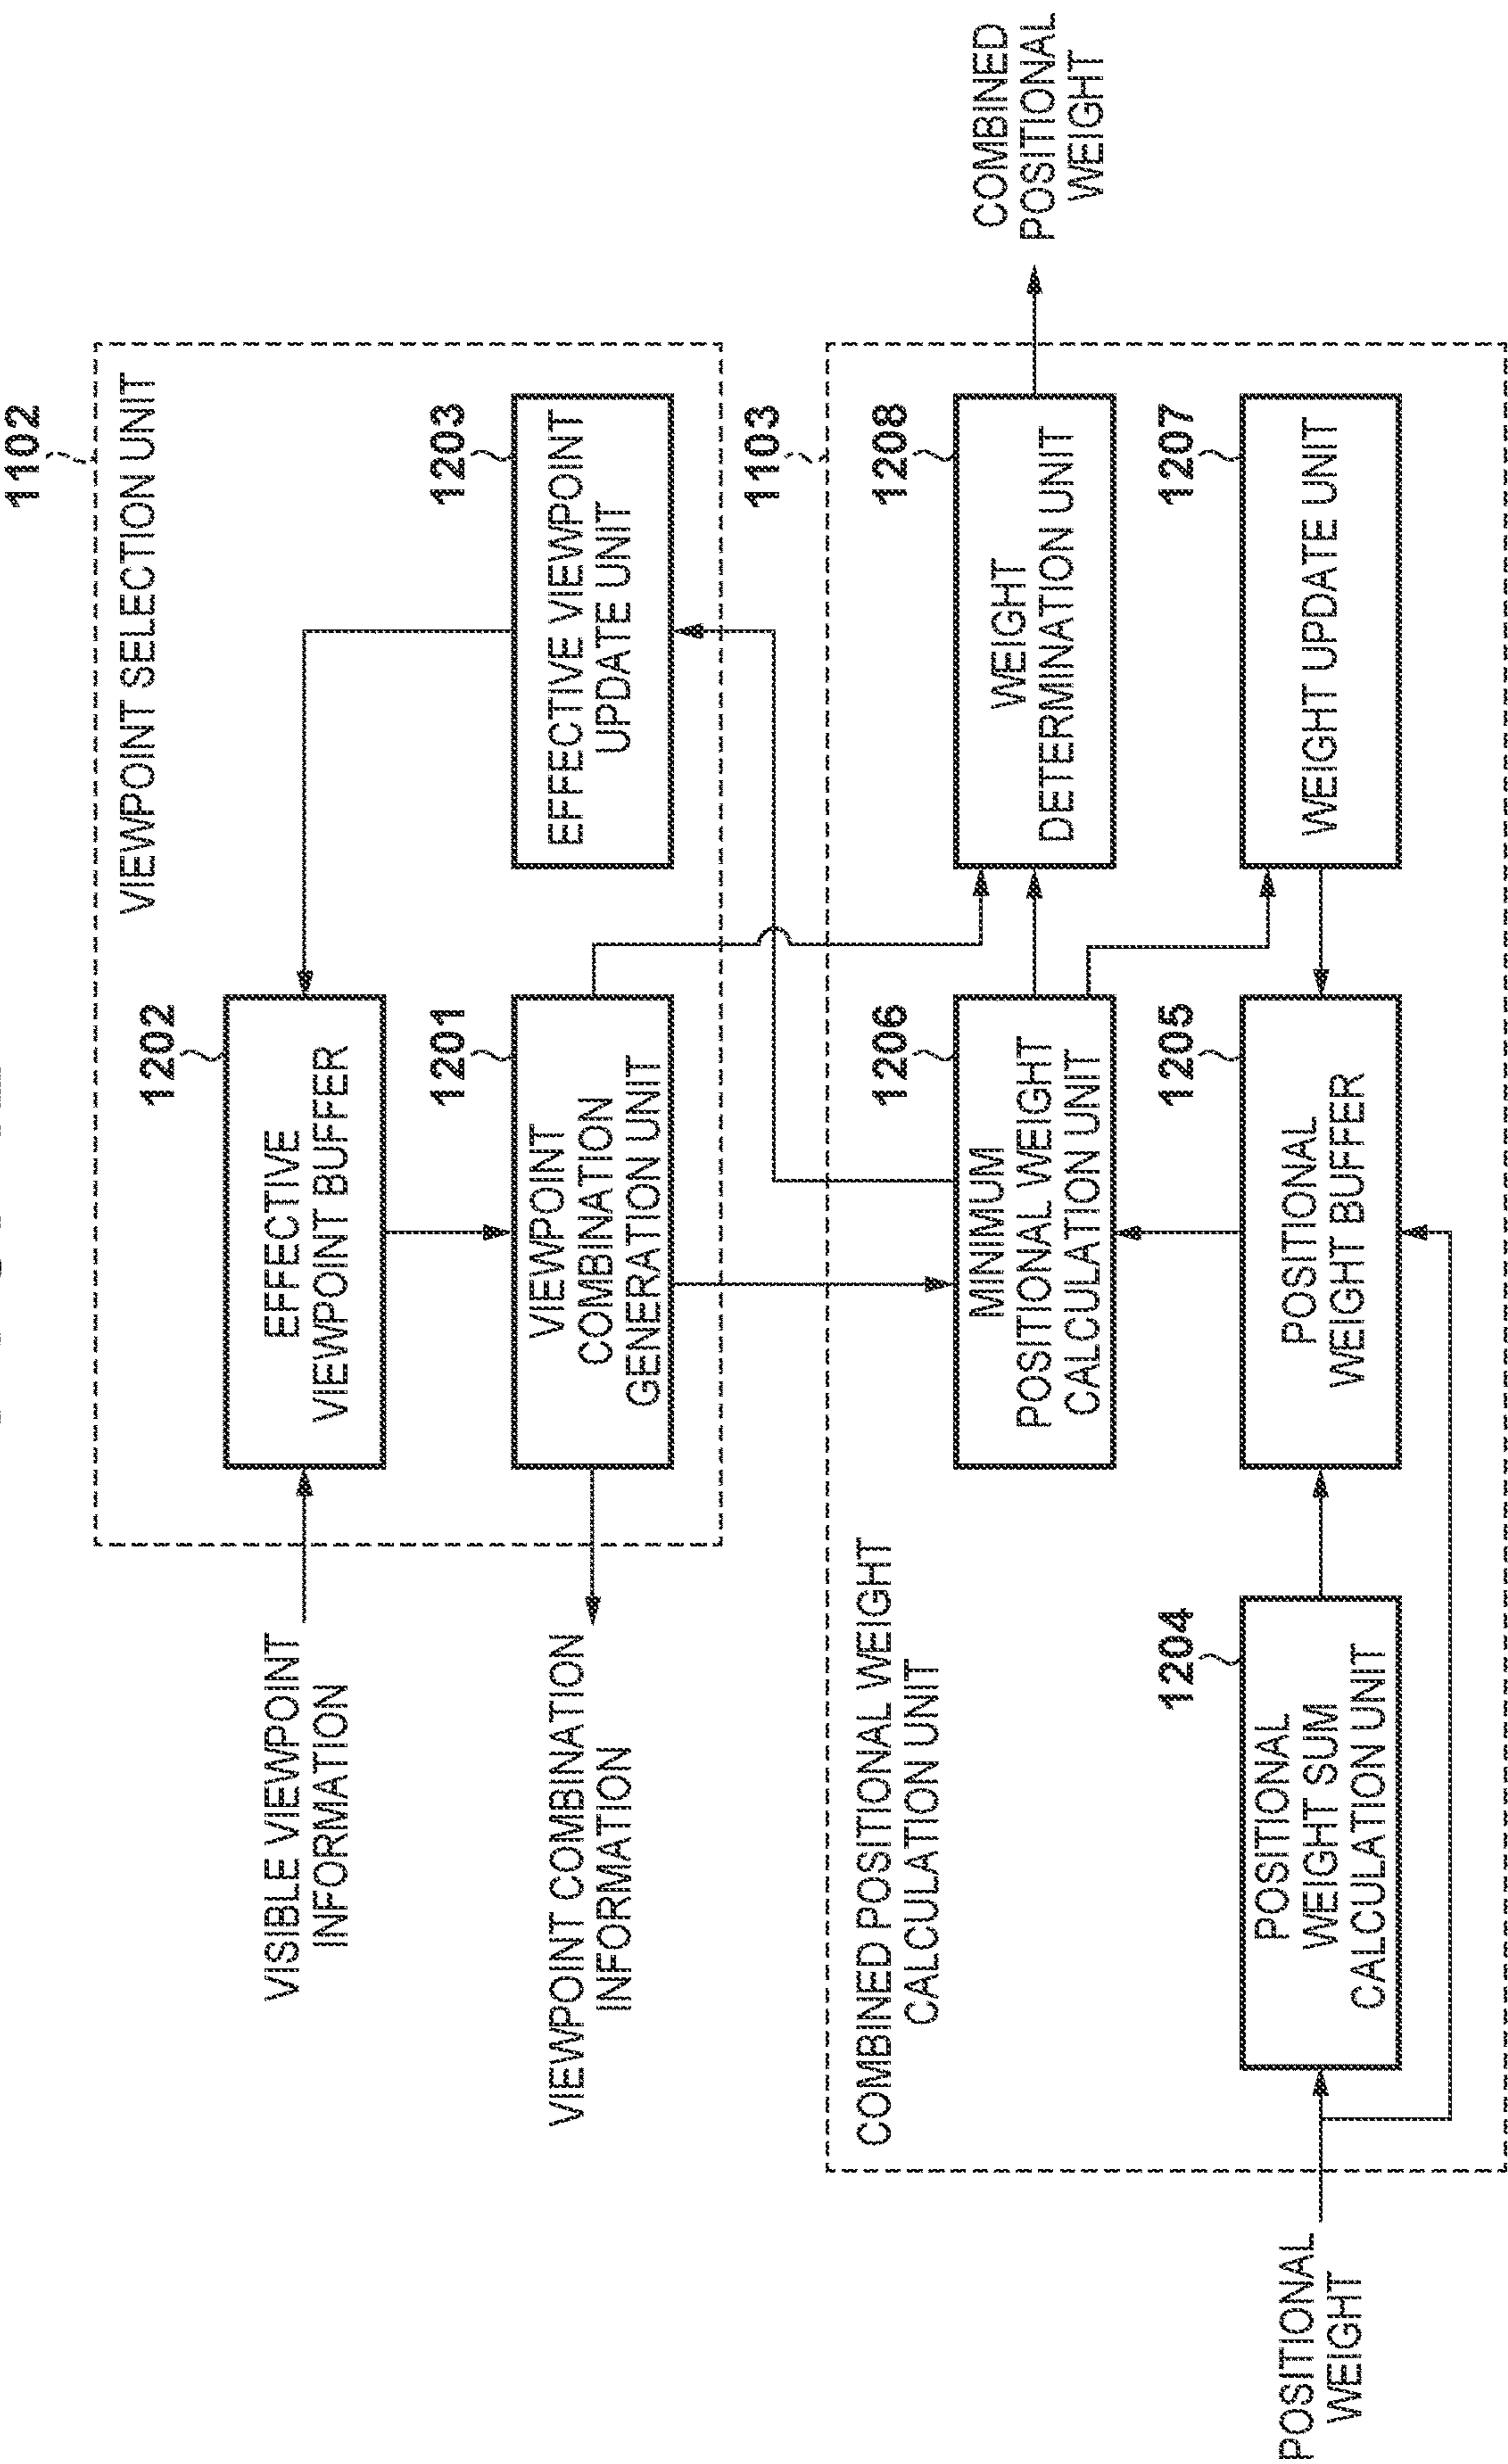 1102
VIEWPOINT SELECTION UNIT
VISIBLE VIEWPOINT
INFORMATION
1202
EFFECTIVE
VIEWPOINT BUFFER
VIEWPOINT COMBINATION
INFORMATION
1201
VIEWPOINT
COMBINATION
GENERATION UNIT
1203
EFFECTIVE VIEWPOINT
UPDATE UNIT
1103
COMBINED POSITIONAL WEIGHT
CALCULATION UNIT
1206
MINIMUM
POSITIONAL WEIGHT
CALCULATION UNIT
1208
WEIGHT
DETERMINATION UNIT
COMBINED
POSITIONAL
WEIGHT
POSITIONAL
WEIGHT
1204
POSITIONAL
WEIGHT SUM
CALCULATION UNIT
1205
POSITIONAL
WEIGHT BUFFER
1207
WEIGHT UPDATE UNIT